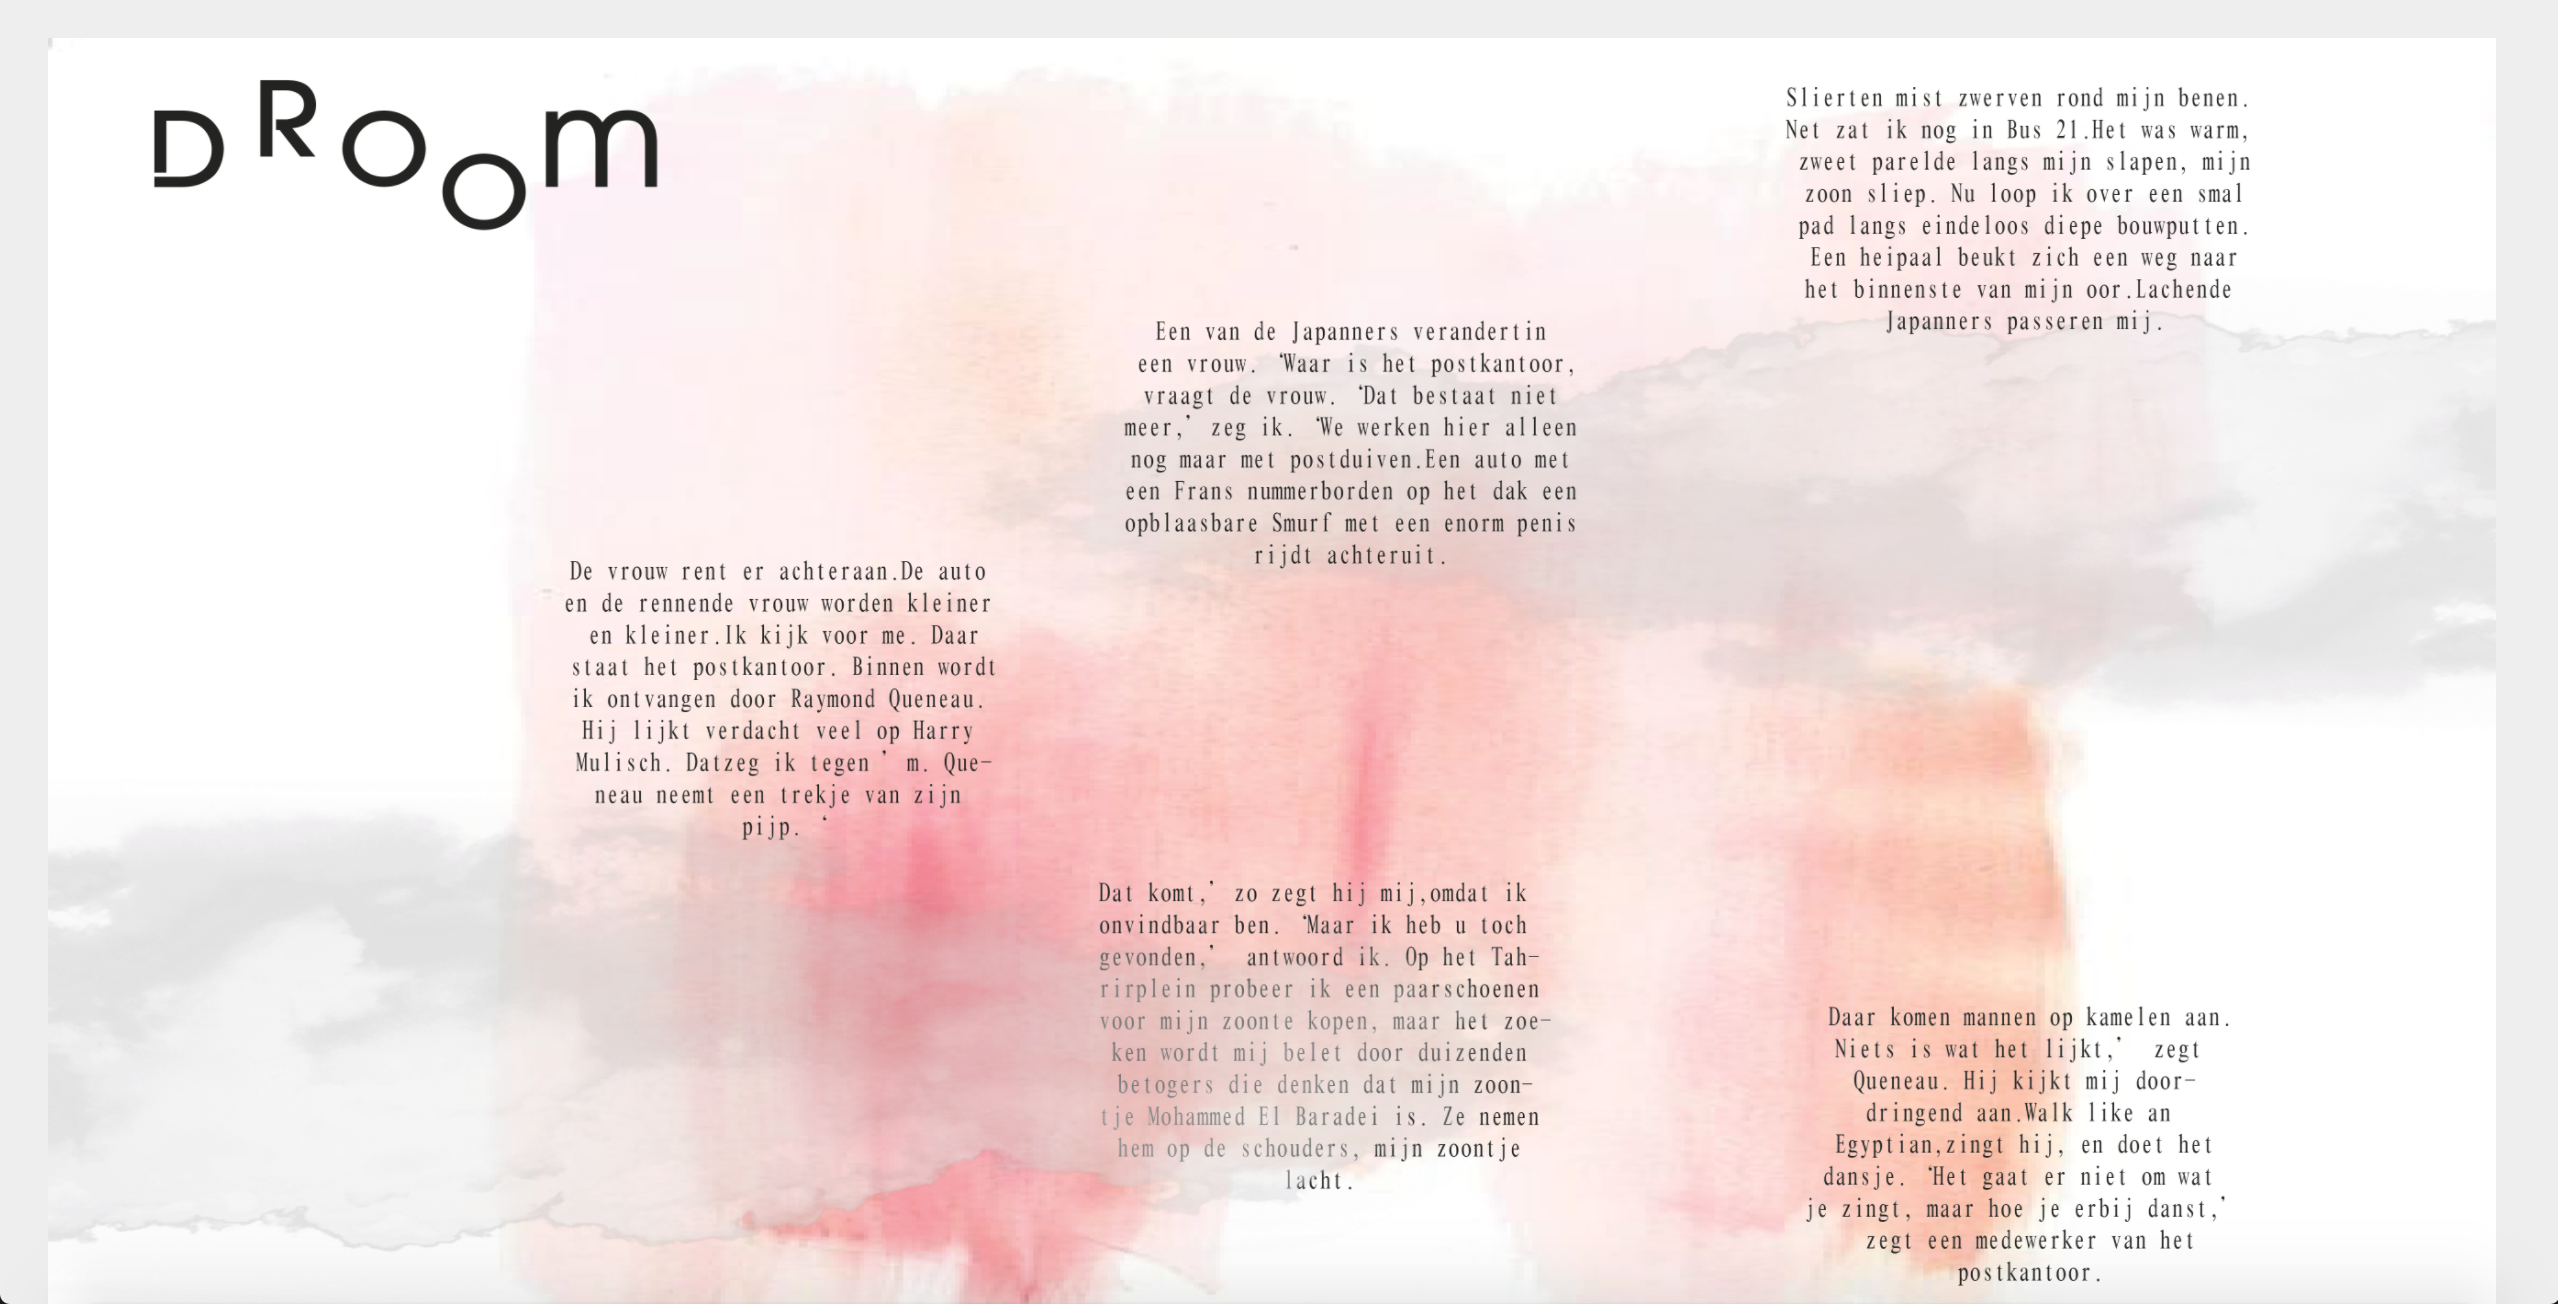 DROOm
Slierten mist zwerven rond mijn benen.
Net zat ik nog in Bus 21.Het was warm,
zweet parelde langs mijn slapen, mijn
zoon sliep. Nu loop ik over een smal
pad langs eindeloos diepe bouwputten.
Een heipaal beukt zich een weg naar
het binnenste van mijn oor.Lachende
Japanners passeren mij.
Een van de Japanners verandertin
een vrouw. ‘Waar is het postkantoor,
vraagt de vrouw. ‘Dat bestaat niet
meer,’ zeg ik. ‘We werken hier alleen
nog maar met postduiven.Een auto met
een Frans nummerborden op het dak een
opblaasbare Smurf met een enorm penis
rijdt achteruit.
De vrouw rent er achteraan.De auto
en de rennende vrouw worden kleiner
en kleiner.Ik kijk voor me. Daar
staat het postkantoor. Binnen wordt
ik ontvangen door Raymond Queneau.
Hij lijkt verdacht veel op Harry
Mulisch. Datzeg ik tegen ’ m. Que-
neau neemt een trekje van zijn
pijp. ‘
Dat komt,’ zo zegt hij mij,omdat ik
onvindbaar ben. ‘Maar ik heb u toch
gevonden,’ antwoord ik. Op het Tah-
rirplein probeer ik een paarschoenen
voor mijn zoonte kopen, maar het zoe-
ken wordt mij belet door duizenden
betogers die denken dat mijn zoon-
tje Mohammed El Baradei is. Ze nemen
hem op de schouders, mijn zoontje
lacht.
Daar komen mannen op kamelen aan.
Niets is wat het lijkt,’ zegt
Queneau. Hij kijkt mij door-
dringend aan.Walk like an
Egyptian,zingt hij, en doet het
dansje. ‘Het gaat er niet om wat
je zingt, maar hoe je erbij danst,’
zegt een medewerker van het
postkantoor.